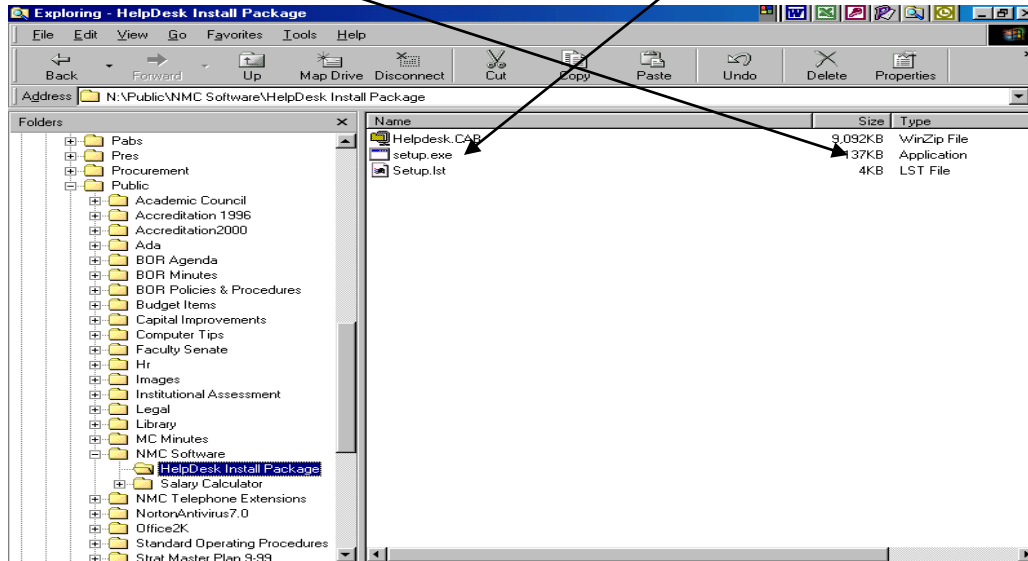 Exploring - HelpDesk Install Package
File Edit View Go Favorites Tools Help
Back Forward Up Map Drive Disconnect Cut Copy Paste Undo Delete Properties
Address N:\Public\NMC Software\HelpDesk Install Package
Folders
Name Size Type
Helpdesk.CAB 9,092KB WinZip File
setup.exe 137KB Application
Setup.lst 4KB LST File
Pabs
Pres
Procurement
Public
Academic Council
Accreditation 1996
Accreditation2000
Ada
BOR Agenda
BOR Minutes
BOR Policies & Procedures
Budget Items
Capital Improvements
Computer Tips
Faculty Senate
Hr
Images
Institutional Assessment
Legal
Library
MC Minutes
NMC Software
HelpDesk Install Package
Salary Calculator
NMC Telephone Extensions
NortonAntivirus7.0
Office2K
Standard Operating Procedures
Strat Master Plan 9-99